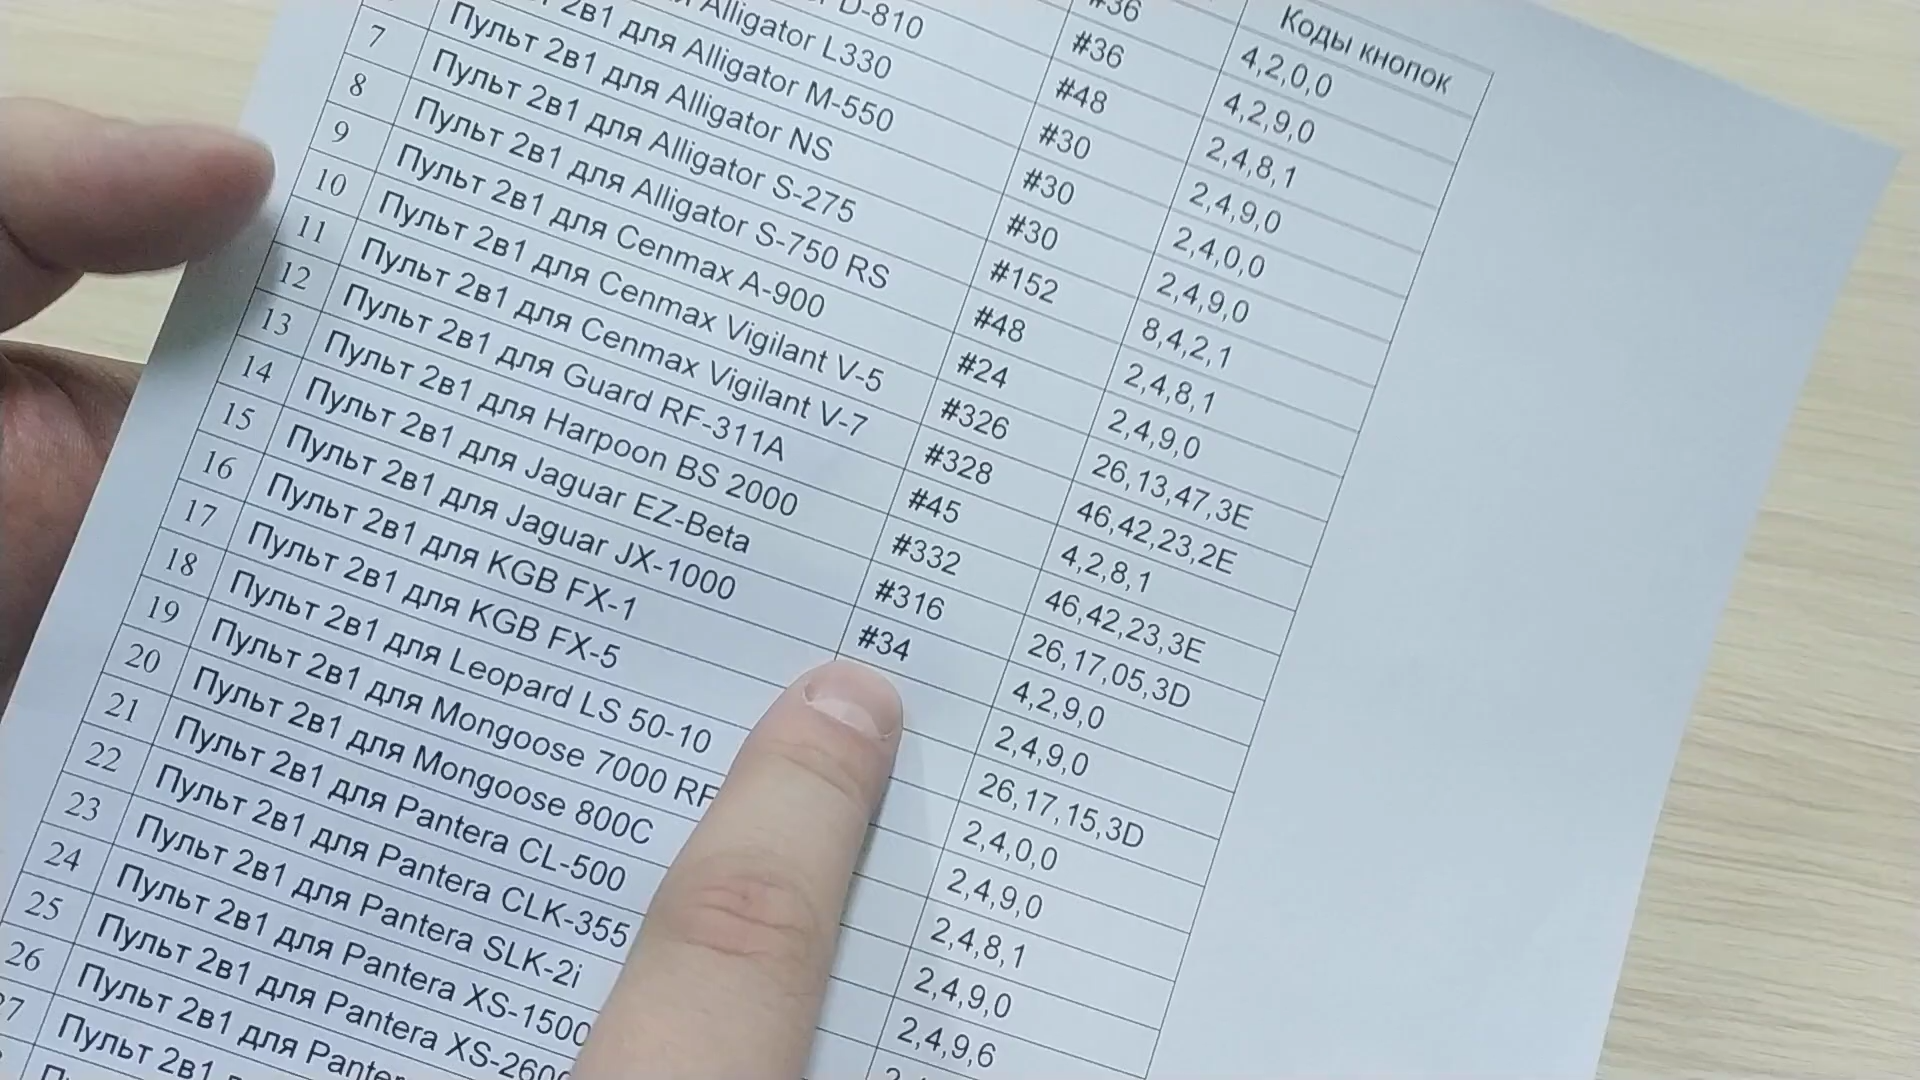 Коды кнопок
#36 4,2,0,0
#36 4,2,9,0
D-810 #48 2,4,8,1
Alligator L330 #30 2,4,9,0
2в1 для Alligator M-550 #30 2,4,0,0
Пульт 2в1 для Alligator NS #30 2,4,9,0
7 Пульт 2в1 для Alligator S-275 #152 8,4,2,1
8 Пульт 2в1 для Alligator S-750 RS #48 2,4,8,1
9 Пульт 2в1 для Cenmax A-900 #24 2,4,9,0
10 Пульт 2в1 для Cenmax Vigilant V-5 #326 26,13,47,3E
11 Пульт 2в1 для Cenmax Vigilant V-7 #328 46,42,23,2E
12 Пульт 2в1 для Guard RF-311A #45 4,2,8,1
13 Пульт 2в1 для Harpoon BS 2000 #332 46,42,23,3E
14 Пульт 2в1 для Jaguar EZ-Beta #316 26,17,05,3D
15 Пульт 2в1 для Jaguar JX-1000 #34 4,2,9,0
16 Пульт 2в1 для KGB FX-1 2,4,9,0
17 Пульт 2в1 для KGB FX-5 26,17,15,3D
18 Пульт 2в1 для Leopard LS 50-10 2,4,0,0
19 Пульт 2в1 для Mongoose 7000 RF 2,4,9,0
20 Пульт 2в1 для Mongoose 800C 2,4,8,1
21 Пульт 2в1 для Pantera CL-500 2,4,9,0
22 Пульт 2в1 для Pantera CLK-355 2,4,9,6
23 Пульт 2в1 для Pantera SLK-2i
24 Пульт 2в1 для Pantera XS-1500
25 Пульт 2в1 для Pantera XS-2600
26 Пульт 2в1 для Panter
Пульт 2в1